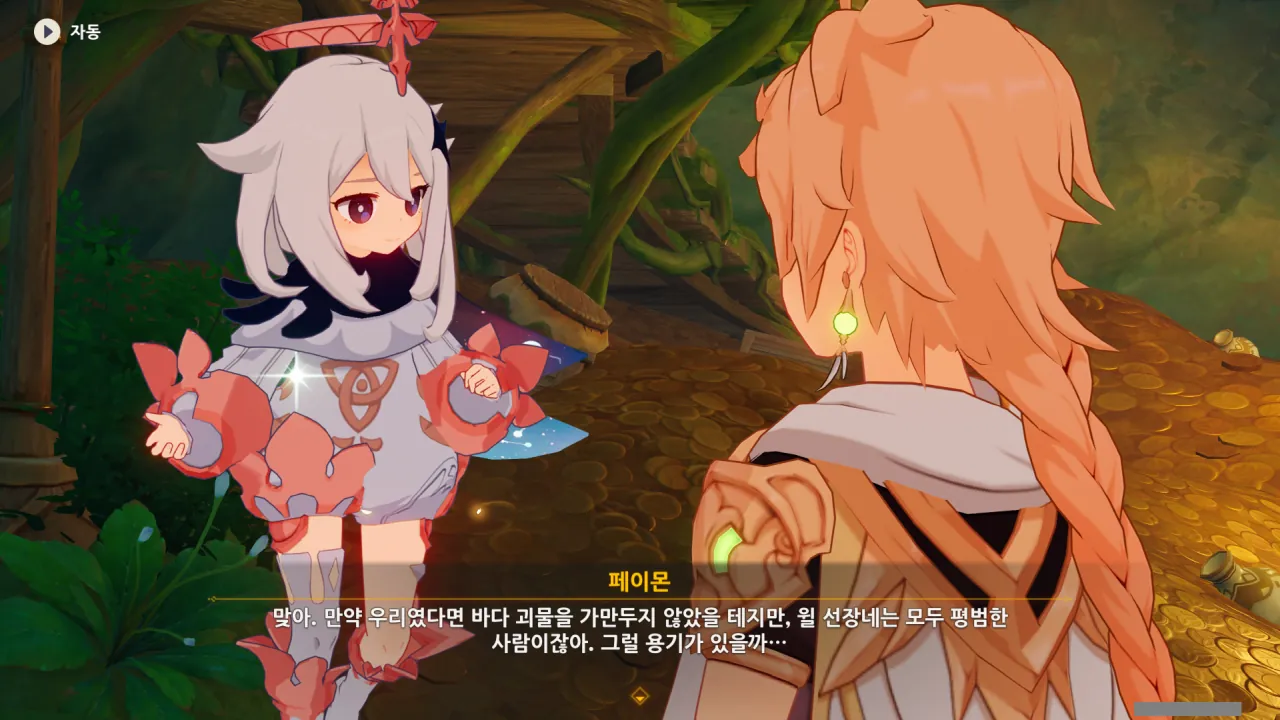 자동
페이몬
맞아. 만약 우리였다면 바다 괴물을 가만두지 않았을 테지만, 윌 선장네는 모두 평범한
사람이잖아. 그럴 용기가 있을까…